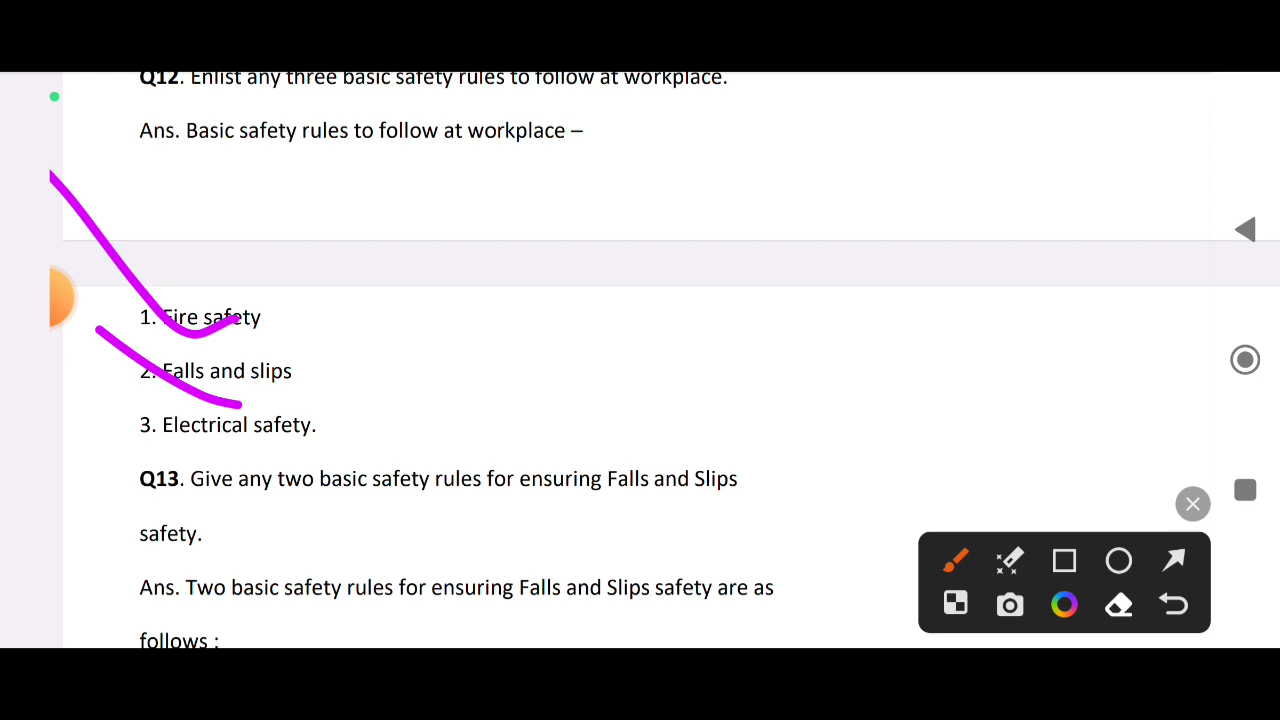 Q12. Enlist any three basic safety rules to follow at workplace.
Ans. Basic safety rules to follow at workplace –
1. Fire safety
2. Falls and slips
3. Electrical safety.
Q13. Give any two basic safety rules for ensuring Falls and Slips
safety.
Ans. Two basic safety rules for ensuring Falls and Slips safety are as
follows :